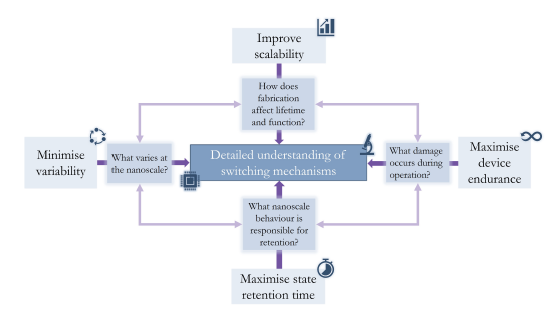 Improve
scalability
How does
fabrication
affect lifetime
and function?
Minimise
variability
What varies at
the nanoscale?
Detailed understanding of
switching mechanisms
What damage
occurs during
operation?
Maximise
device
endurance
What nanoscale
behaviour is
responsible for
retention?
Maximise state
retention time